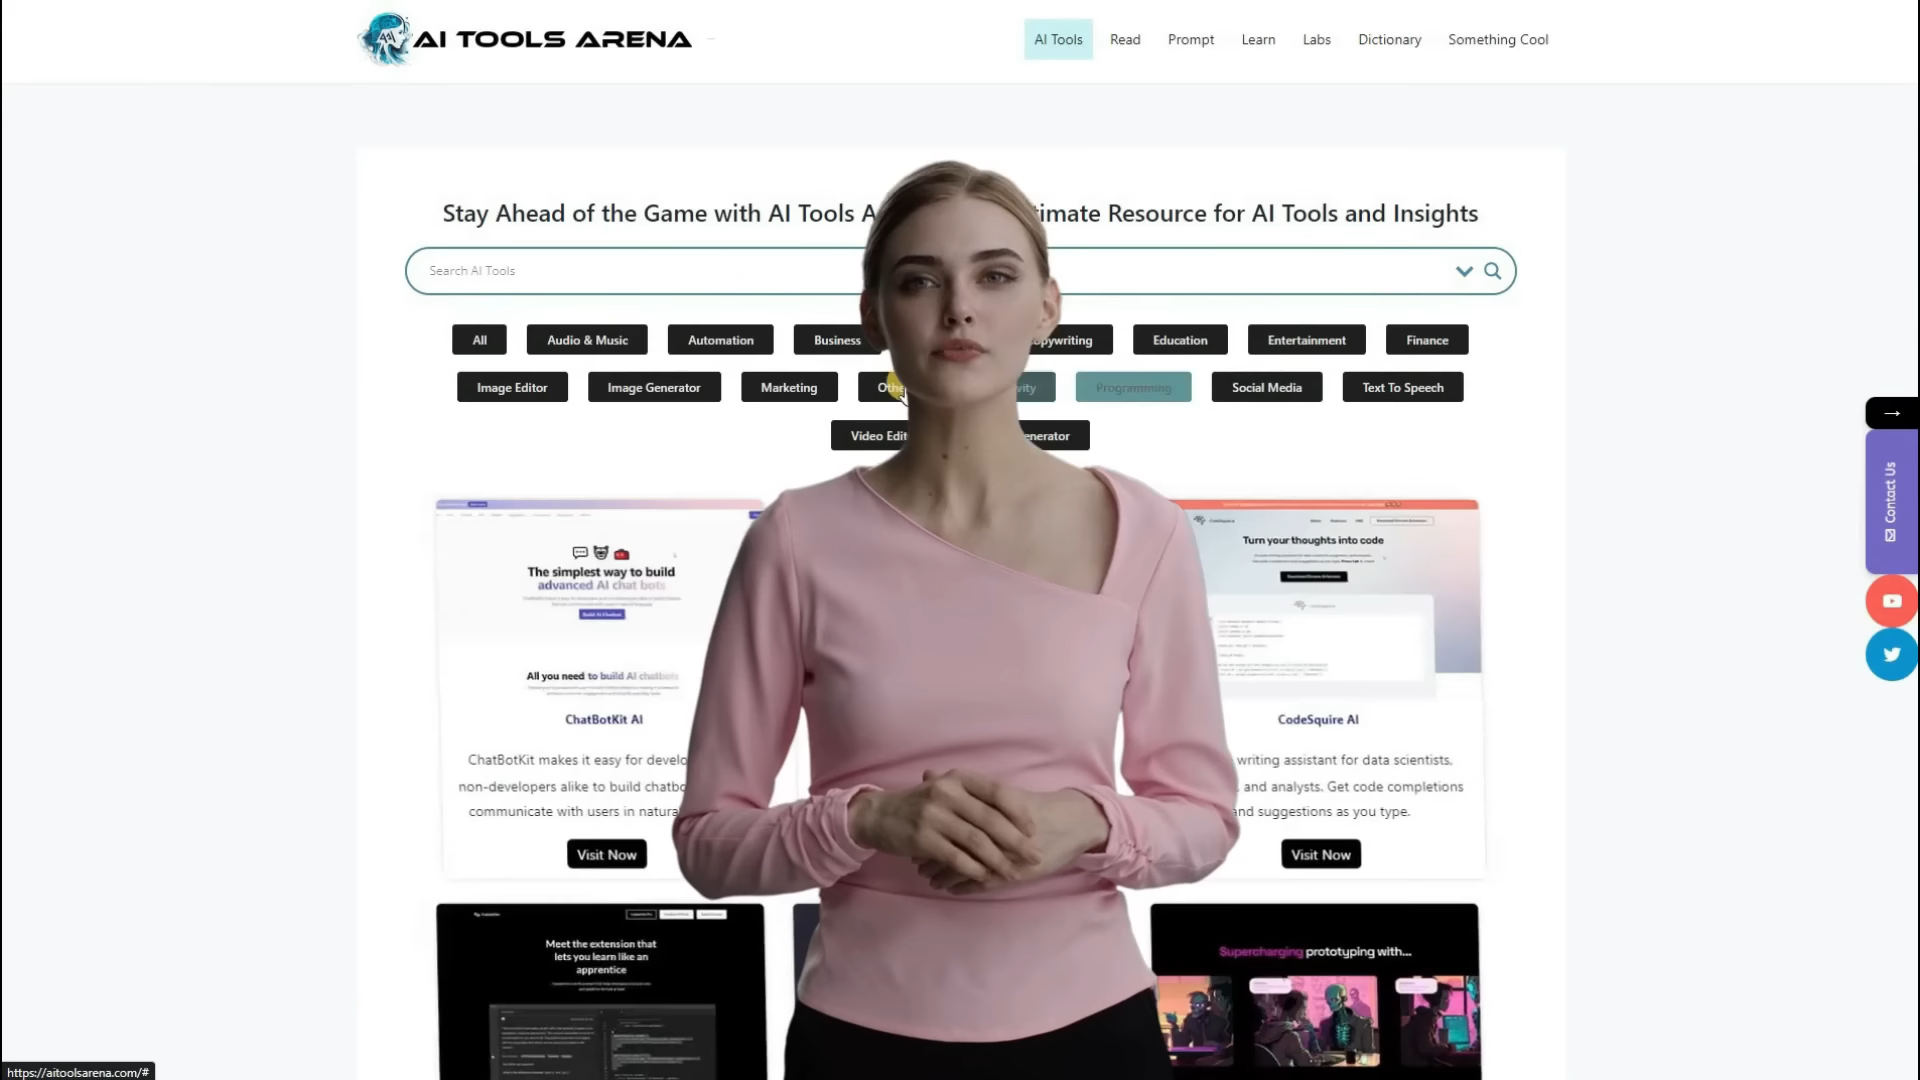 AI TOOLS ARENA
AI Tools Read Prompt Learn Labs Dictionary Something Cool
Stay Ahead of the Game with AI Tools A timate Resource for AI Tools and Insights
Search AI Tools
All Audio & Music Automation Business opywriting Education Entertainment Finance
Image Editor Image Generator Marketing Othe vity Programming Social Media Text To Speech
Video Edit enerator
Contact Us
The simplest way to build
advanced AI chat bots
Build AI Chatbot
All you need to build AI chatbots
ChatBotKit AI
ChatBotKit makes it easy for develo
non-developers alike to build chatbo
communicate with users in natura
Visit Now
CodeSquire
Turn your thoughts into code
CodeSquire AI
writing assistant for data scientists,
, and analysts. Get code completions
and suggestions as you type.
Visit Now
Meet the extension that
lets you learn like an
apprentice
Supercharging prototyping with...
https://aitoolsarena.com/#